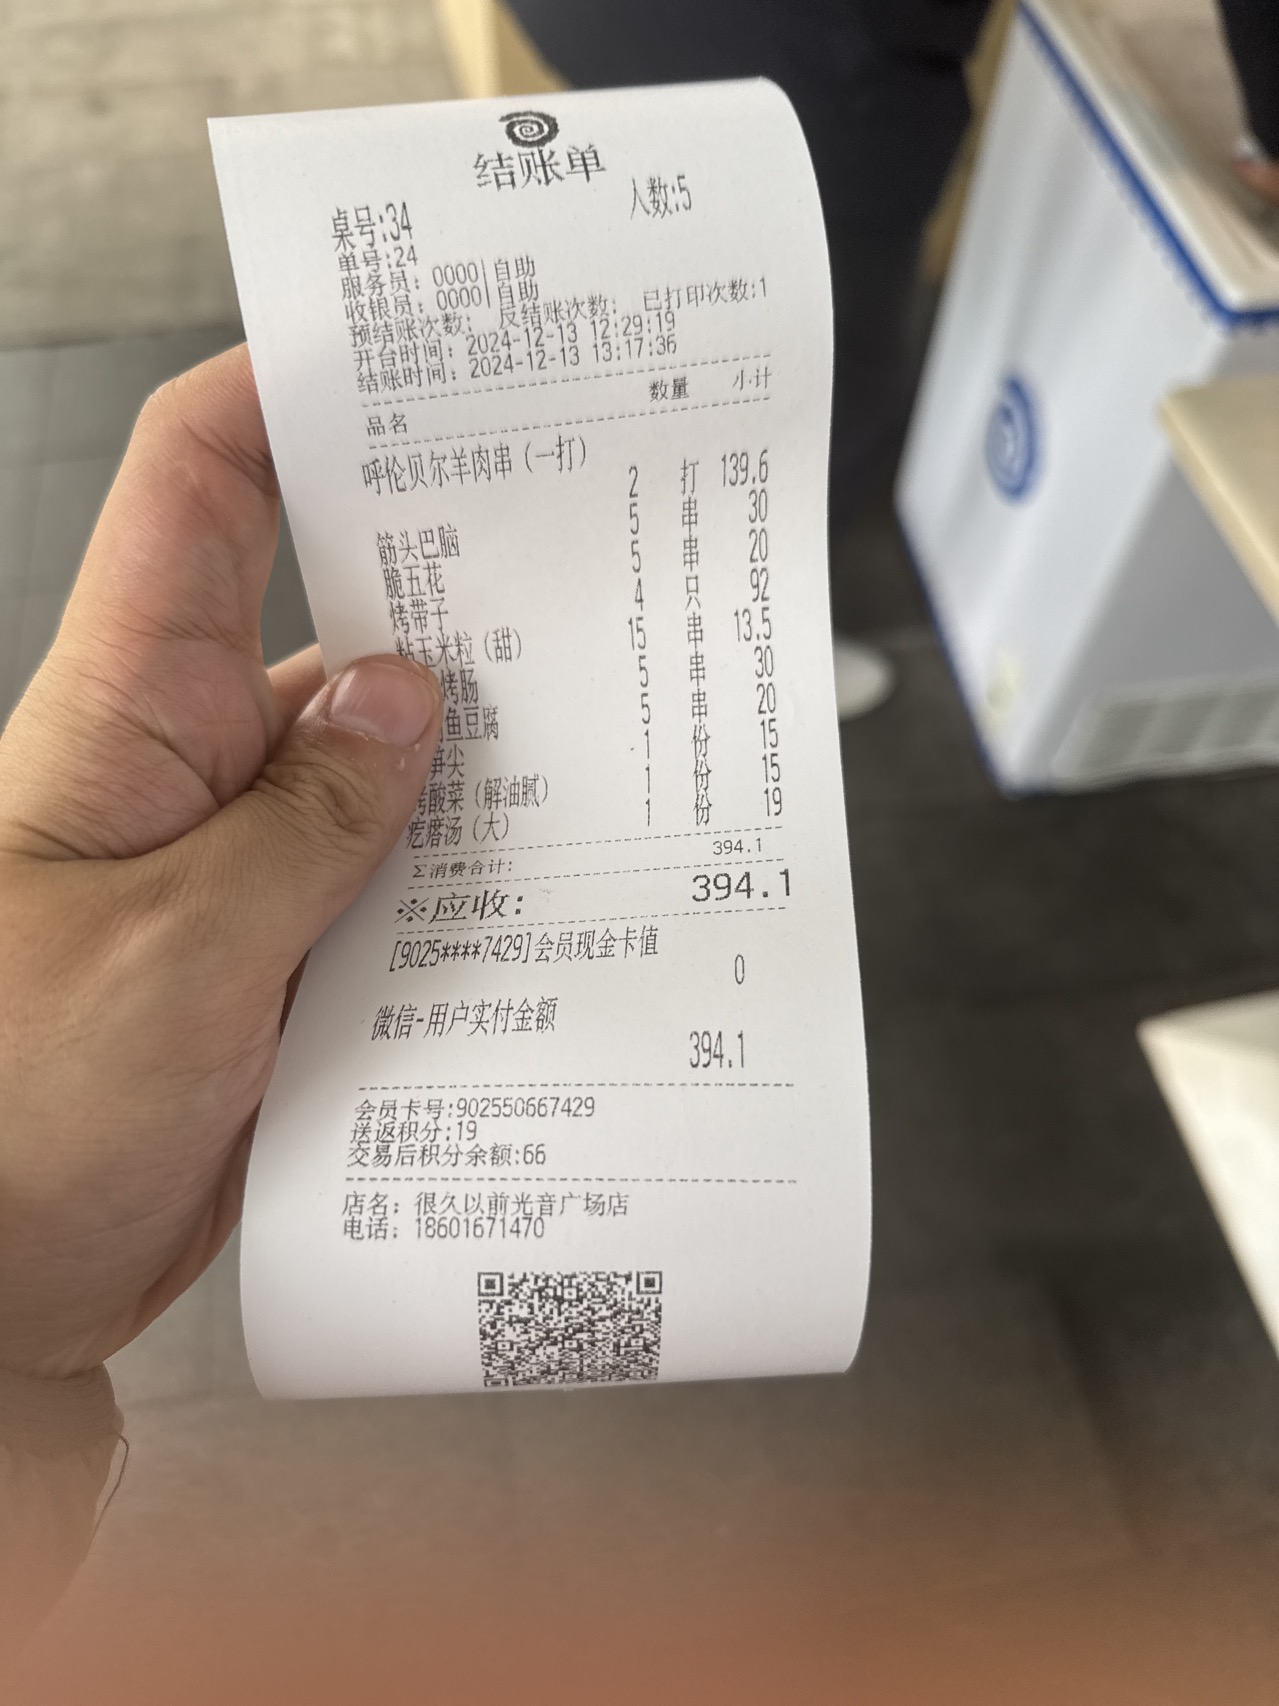 结账单
桌号:34 人数:5
单号:24
服务员: 0000|自助
收银员: 0000|自助
预结账次数: 反结账次数: 已打印次数:1
开台时间: 2024-12-13 12:29:19
结账时间: 2024-12-13 13:17:36
品名 数量 小计
呼伦贝尔羊肉串(一打)
2 打 139.6
筋头巴脑 5 串 30
脆五花 5 串 20
烤带子 4 只 92
粘玉米粒(甜) 15 串 13.5
烤肠 5 串 30
鱼豆腐 5 串 20
笋尖 1 份 15
烤酸菜(解油腻) 1 份 15
疙瘩汤(大) 1 份 19
Σ消费合计: 394.1
※应收: 394.1
[9025****7429]会员现金卡值
0
微信-用户实付金额
394.1
会员卡号:902550667429
送返积分:19
交易后积分余额:66
店名: 很久以前光音广场店
电话: 18601671470